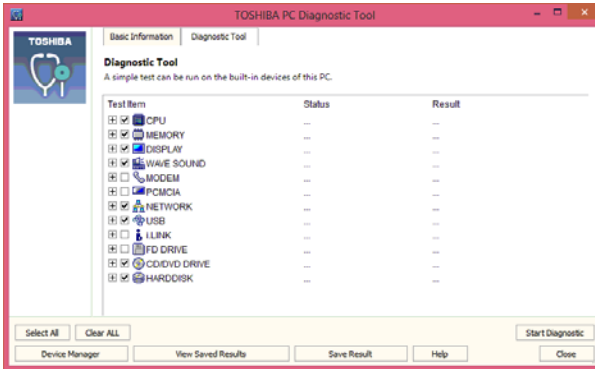 TOSHIBA PC Diagnostic Tool
TOSHIBA
Basic Information Diagnostic Tool
Diagnostic Tool
A simple test can be run on the built-in devices of this PC.
Test Item Status Result
CPU ... ...
MEMORY ... ...
DISPLAY ... ...
WAVE SOUND ... ...
MODEM ... ...
PCMCIA ... ...
NETWORK ... ...
USB ... ...
i.LINK ... ...
FD DRIVE ... ...
CD/DVD DRIVE ... ...
HARDDISK ... ...
Select All Clear ALL Start Diagnostic
Device Manager View Saved Results Save Result Help Close